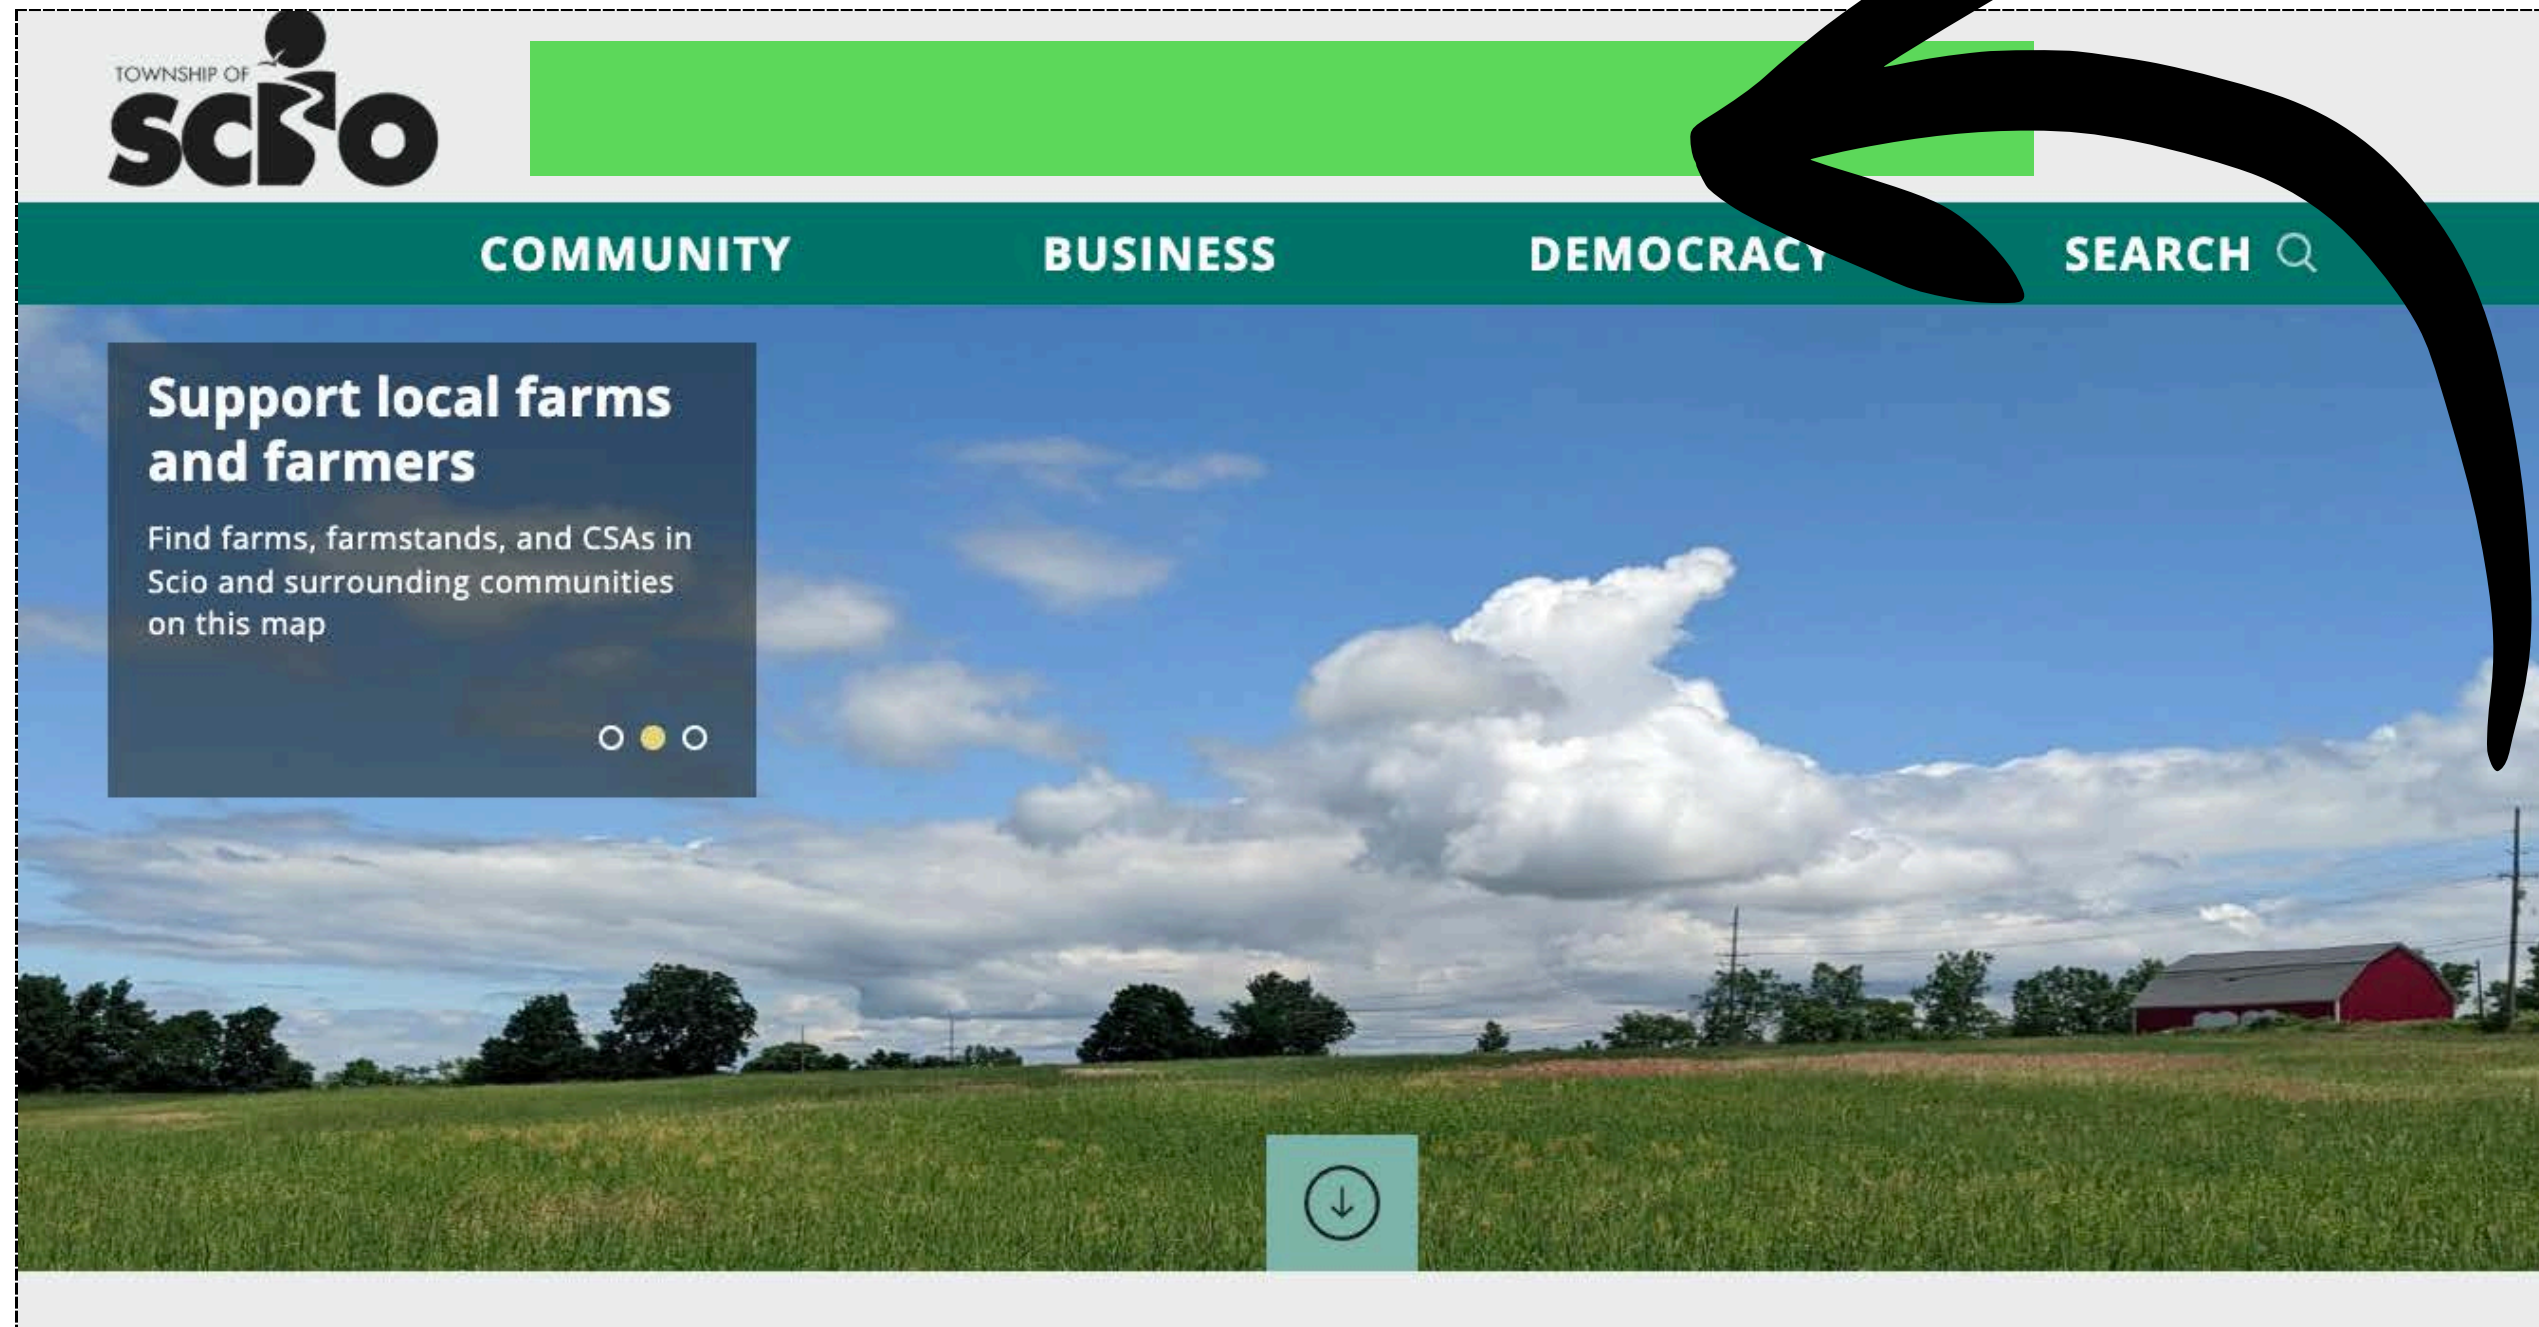 TOWNSHIP OF
SCIO
COMMUNITY BUSINESS DEMOCRACY SEARCH
Support local farms
and farmers
Find farms, farmstands, and CSAs in
Scio and surrounding communities
on this map